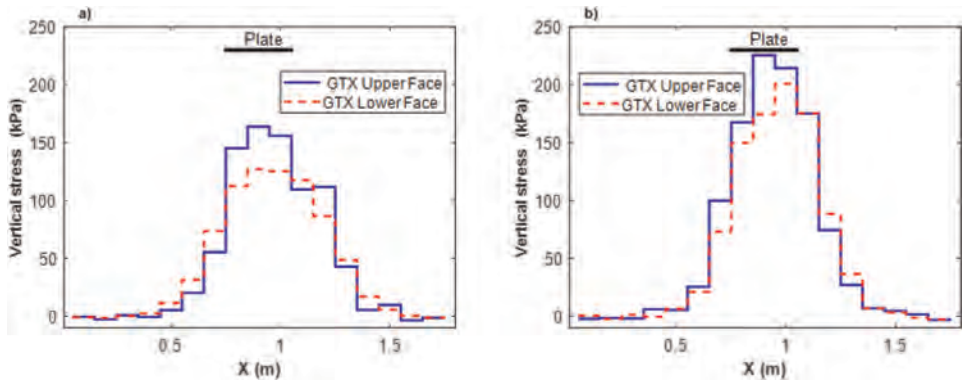 a)
250
200
150
100
50
0
Vertical stress (kPa)
Plate
GTX Upper Face
GTX Lower Face
0.5 1 1.5
X (m)
b)
250
200
150
100
50
0
Vertical stress (kPa)
Plate
GTX Upper Face
GTX Lower Face
0.5 1 1.5
X (m)